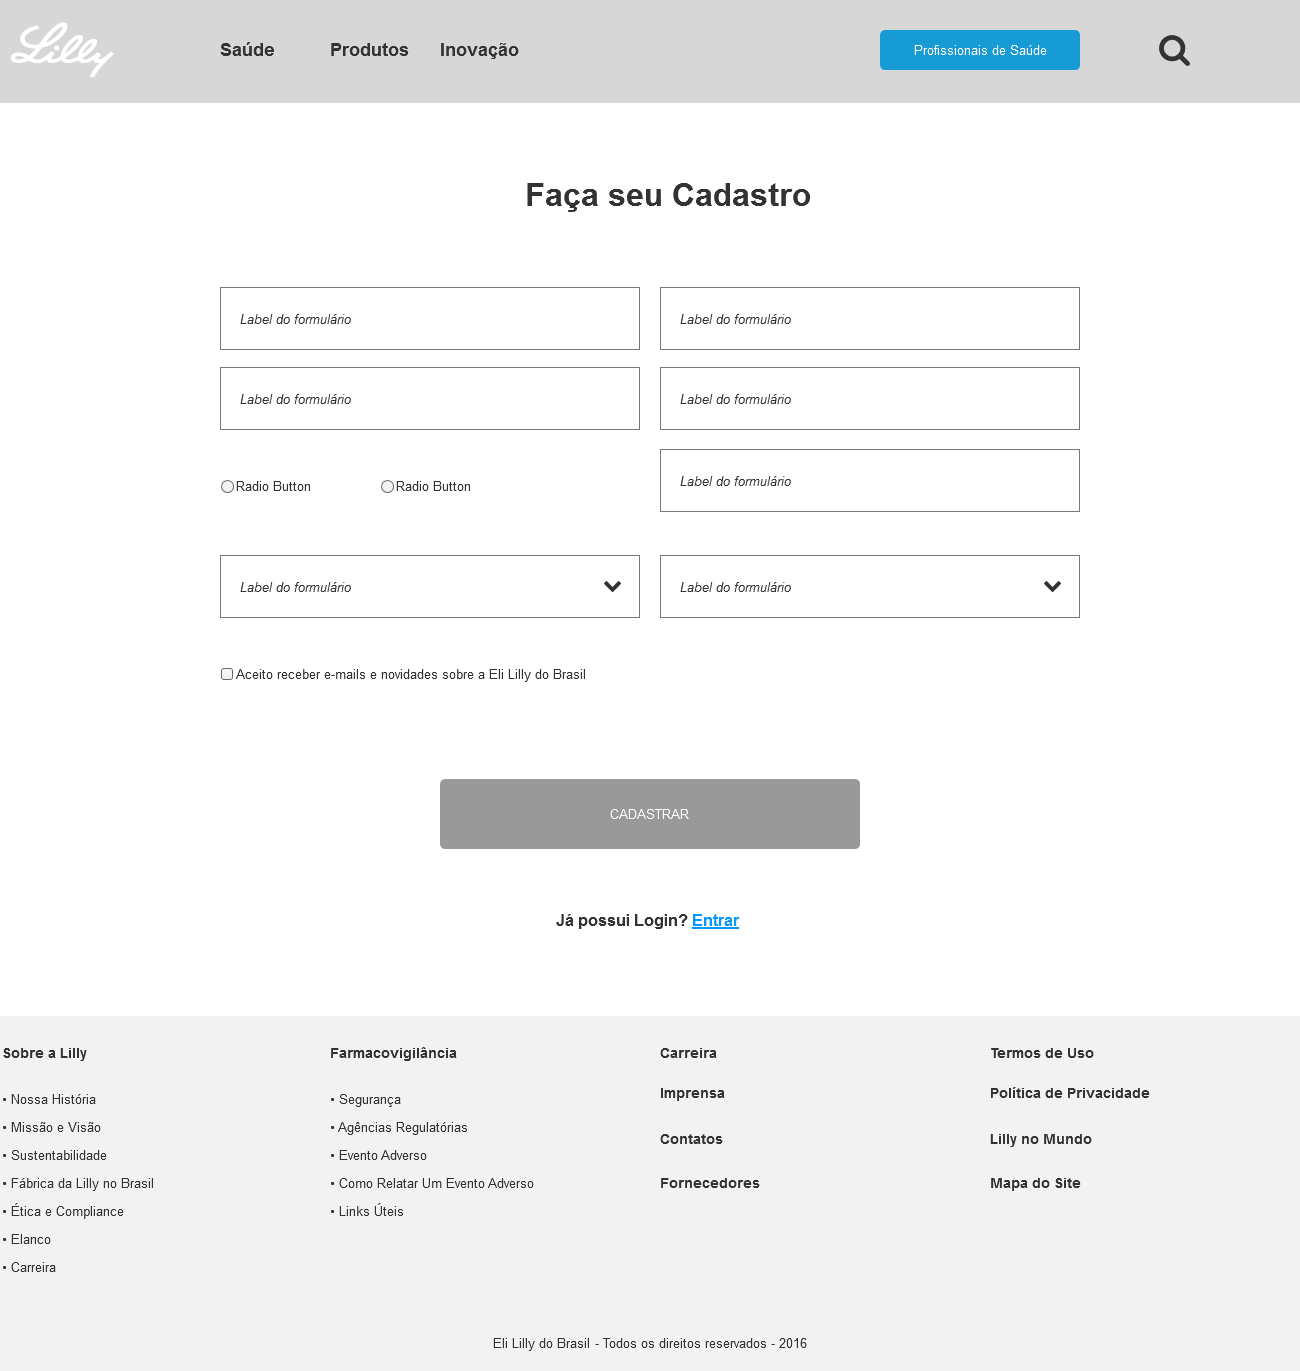 Lilly
Saúde Produtos Inovação Profissionais de Saúde
Faça seu Cadastro
Label do formulário Label do formulário
Label do formulário Label do formulário
Radio Button Radio Button Label do formulário
Label do formulário Label do formulário
Aceito receber e-mails e novidades sobre a Eli Lilly do Brasil
CADASTRAR
Já possui Login? Entrar
Sobre a Lilly
• Nossa História
• Missão e Visão
• Sustentabilidade
• Fábrica da Lilly no Brasil
• Ética e Compliance
• Elanco
• Carreira
Farmacovigilância
• Segurança
• Agências Regulatórias
• Evento Adverso
• Como Relatar Um Evento Adverso
• Links Úteis
Carreira
Imprensa
Contatos
Fornecedores
Termos de Uso
Política de Privacidade
Lilly no Mundo
Mapa do Site
Eli Lilly do Brasil - Todos os direitos reservados - 2016